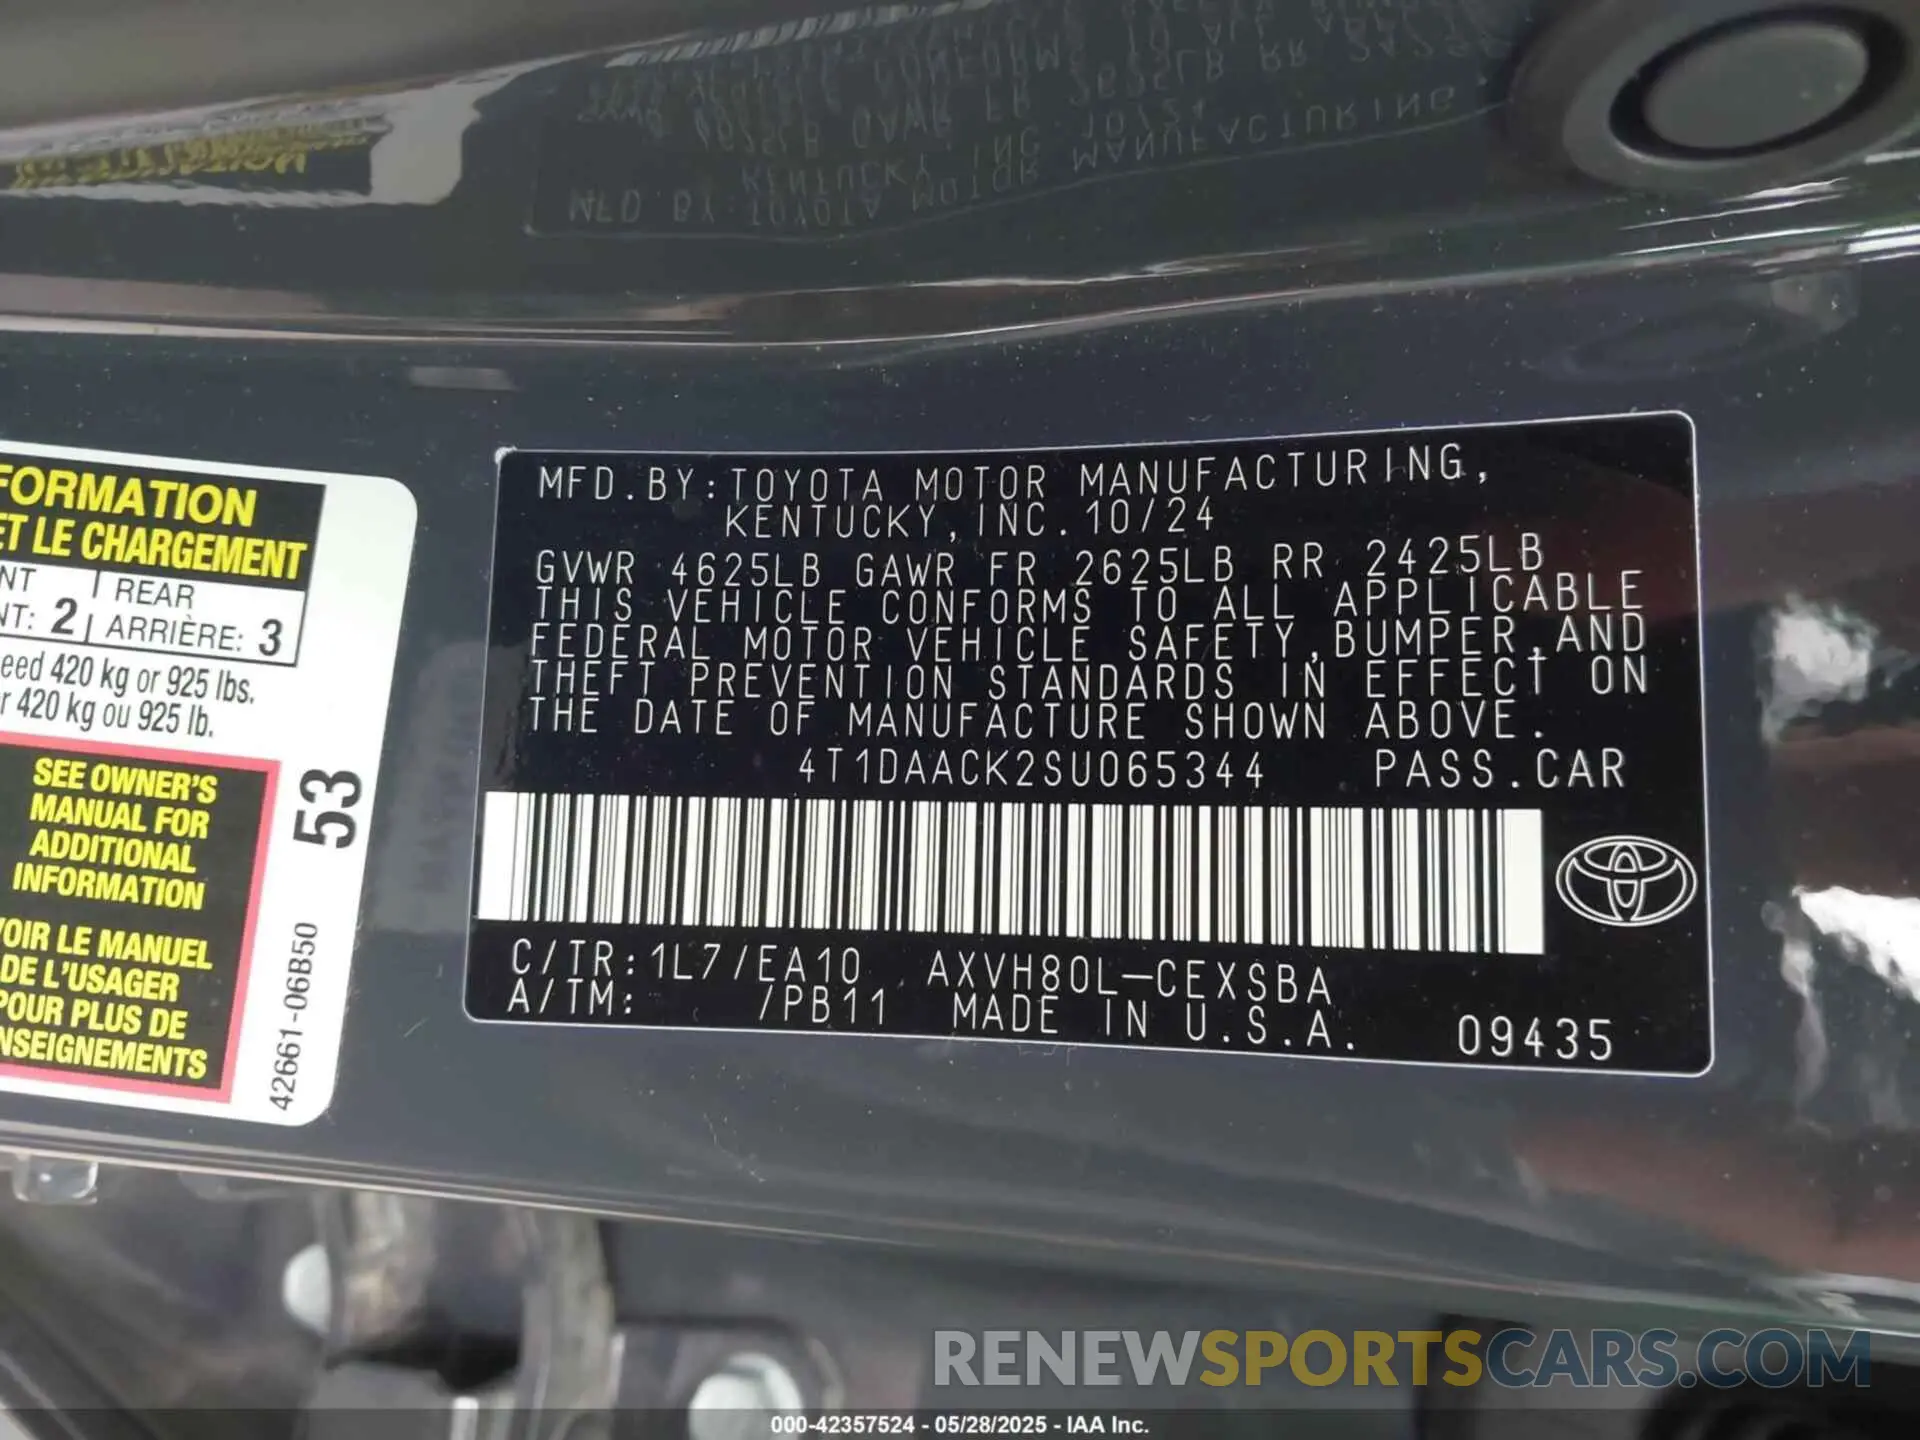 FORMATION
ET LE CHARGEMENT
NT | REAR
NT: 2 | ARRIÈRE: 3
eed 420 kg or 925 lbs.
r 420 kg ou 925 lb.
SEE OWNER'S
MANUAL FOR
ADDITIONAL
INFORMATION
VOIR LE MANUEL
DE L'USAGER
POUR PLUS DE
NSEIGNEMENTS
53
42661-06B50
MFD.BY:TOYOTA MOTOR MANUFACTURING,
KENTUCKY, INC. 10/24
GVWR 4625LB GAWR FR 2625LB RR 2425LB
THIS VEHICLE CONFORMS TO ALL APPLICABLE
FEDERAL MOTOR VEHICLE SAFETY,BUMPER,AND
THEFT PREVENTION STANDARDS IN EFFECT ON
THE DATE OF MANUFACTURE SHOWN ABOVE.
4T1DAACK2SU065344 PASS.CAR
C/TR:1L7/EA10 AXVH80L-CEXSBA
A/TM: /PB11 MADE IN U.S.A. 09435
RENEWSPORTSCARS.COM
000-42357524 - 05/28/2025 - IAA Inc.